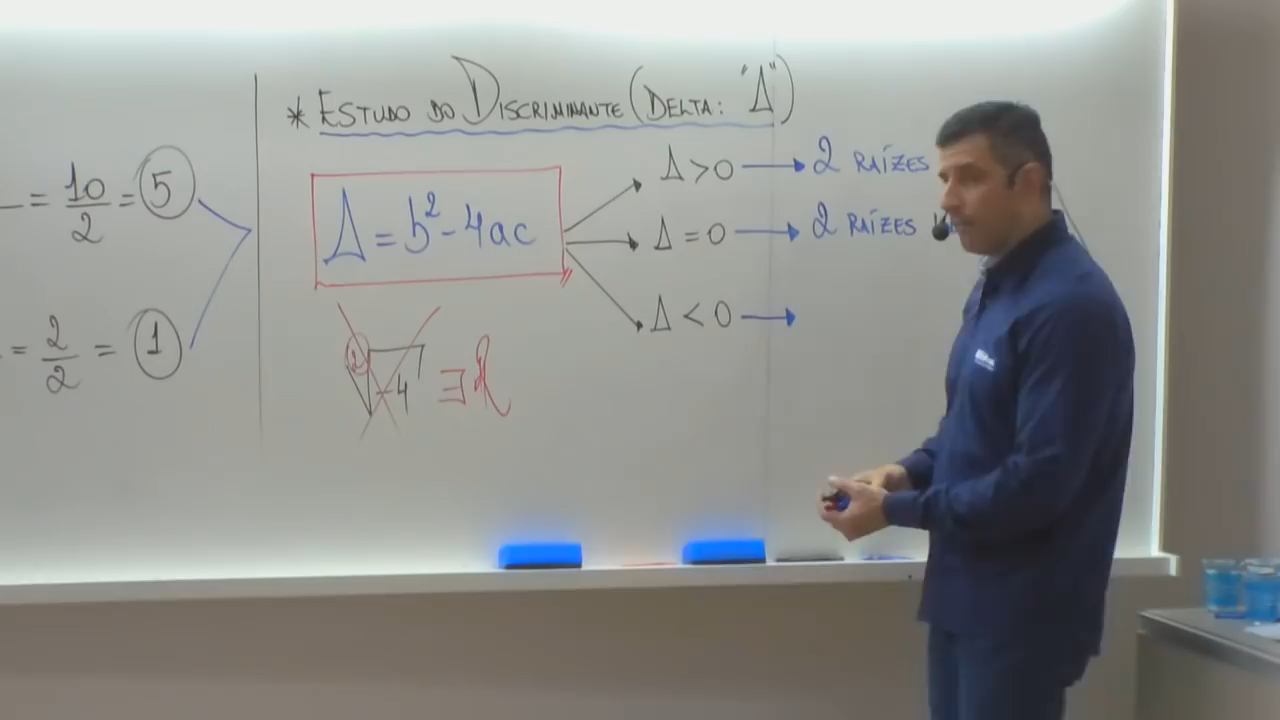 * ESTUDO DO DISCRIMINANTE (DELTA: "Δ")
= 10/2 = 5
= 2/2 = 1
Δ = b² - 4ac
Δ > 0 → 2 RAÍZES
Δ = 0 → 2 RAÍZES
Δ < 0 →
²√-4 ∃ ℝ